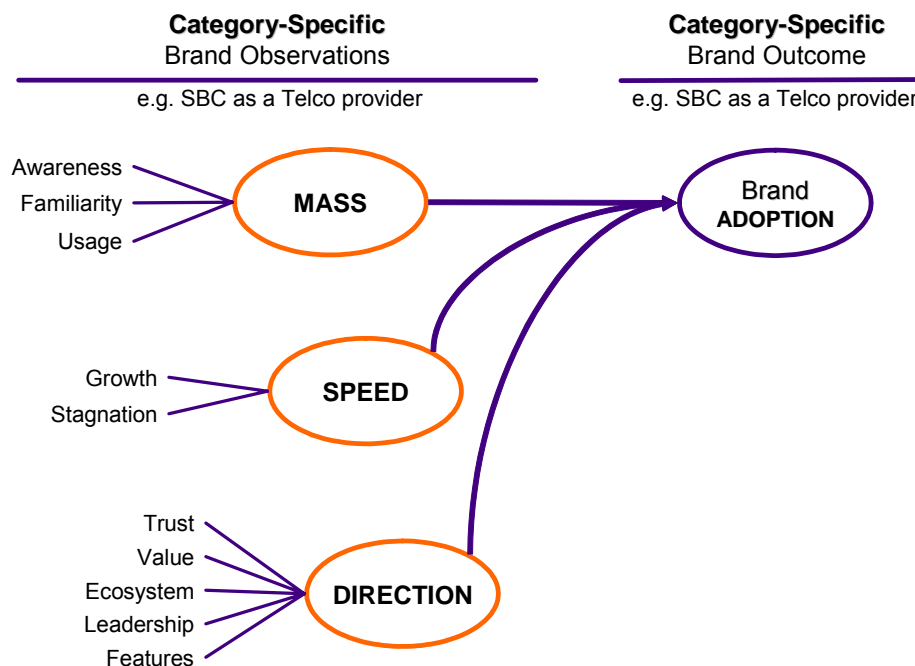 Category-Specific
Brand Observations
e.g. SBC as a Telco provider
Category-Specific
Brand Outcome
e.g. SBC as a Telco provider
Awareness
Familiarity
Usage
MASS
Brand
ADOPTION
Growth
Stagnation
SPEED
Trust
Value
Ecosystem
Leadership
Features
DIRECTION